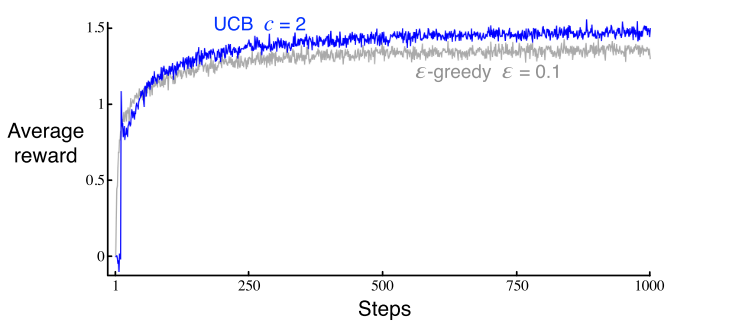 UCB c = 2
ε-greedy ε = 0.1
Average
reward
1.5
1
0.5
0
1 250 500 750 1000
Steps